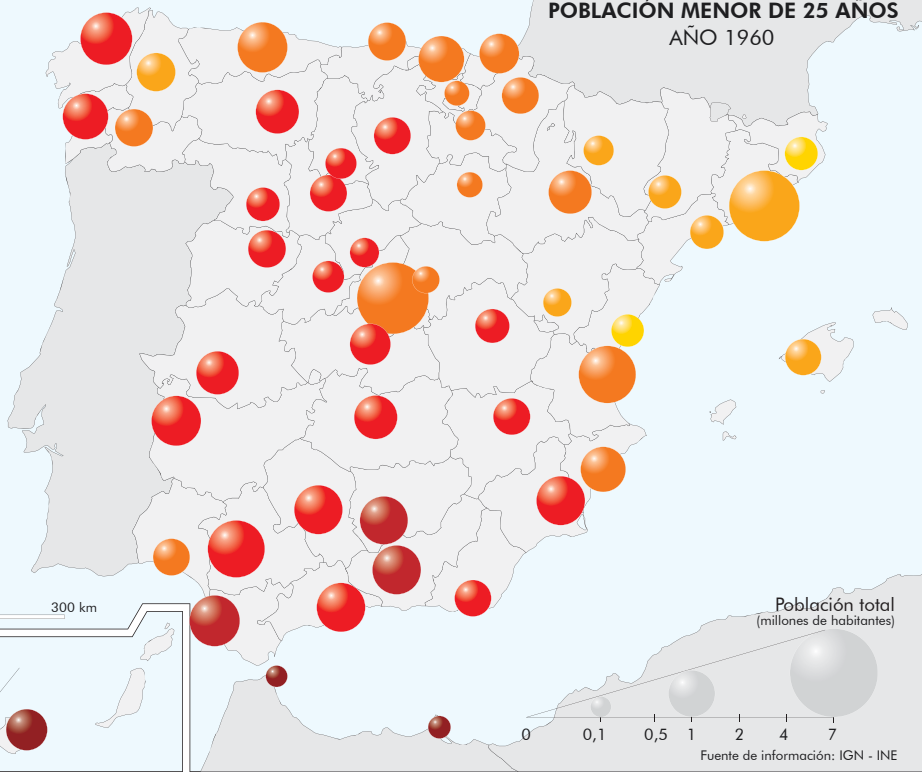 POBLACIÓN MENOR DE 25 AÑOS
AÑO 1960
300 km
Población total
(millones de habitantes)
0 0,1 0,5 1 2 4 7
Fuente de información: IGN - INE